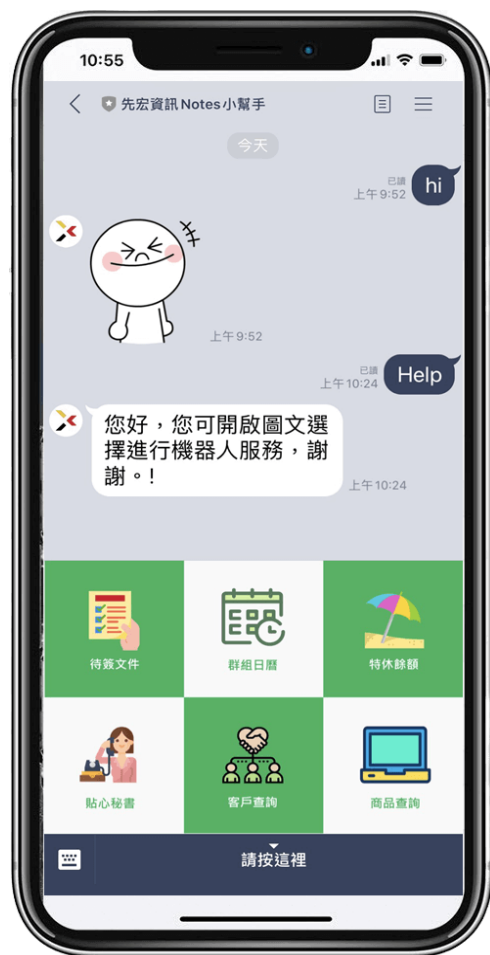 10:55
先宏資訊Notes小幫手
今天
已讀
上午9:52
hi
上午9:52
已讀
上午10:24
Help
您好，您可開啟圖文選
擇進行機器人服務，謝
謝。!
上午10:24
待簽文件
群組日曆
特休餘額
貼心秘書
客戶查詢
商品查詢
請按這裡